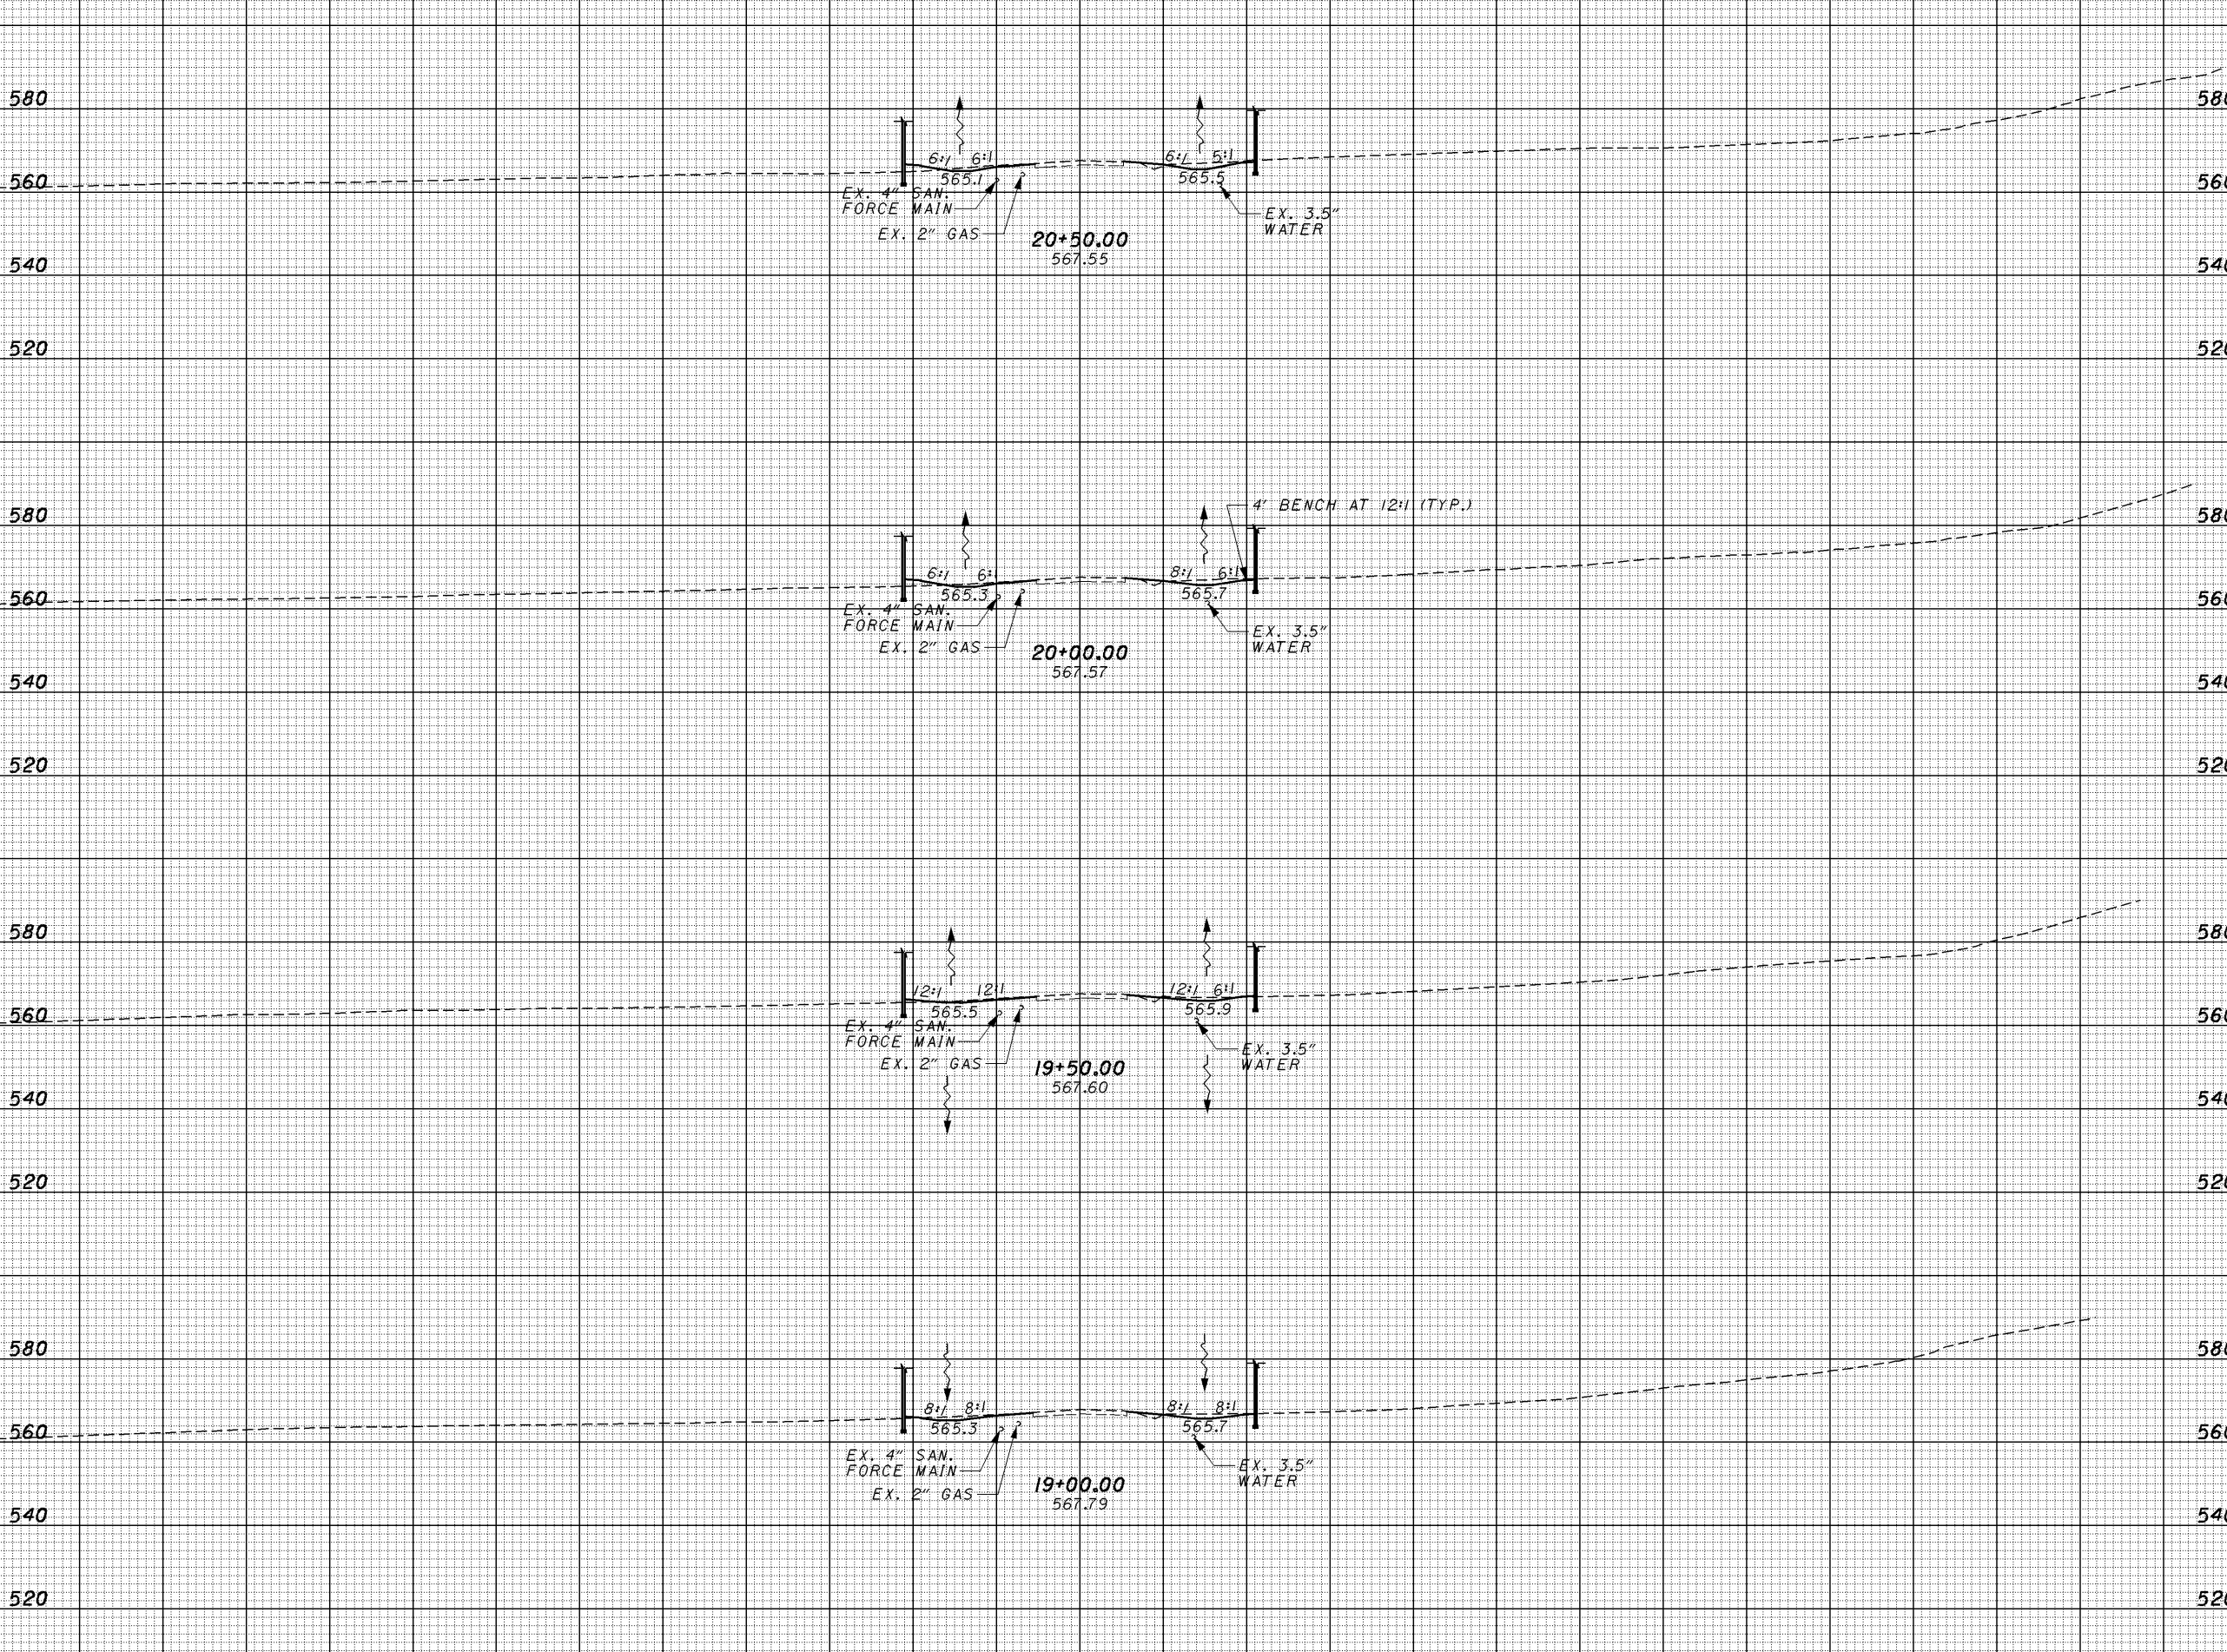 580 580
6:1 6:1 6:1 5:1
565.1 565.5
560 560
EX. 4" SAN.
FORCE MAIN
EX. 2" GAS
EX. 3.5"
WATER
20+50.00
567.55
540 540
520 520
4' BENCH AT 12:1 (TYP.)
580 580
6:1 6:1 8:1 6:1
565.3 565.7
560 560
EX. 4" SAN.
FORCE MAIN
EX. 2" GAS
EX. 3.5"
WATER
20+00.00
567.57
540 540
520 520
580 580
12:1 12:1 12:1 6:1
565.5 565.9
560 560
EX. 4" SAN.
FORCE MAIN
EX. 2" GAS
EX. 3.5"
WATER
19+50.00
567.60
540 540
520 520
580 580
8:1 8:1 8:1 8:1
565.3 565.7
560 560
EX. 4" SAN.
FORCE MAIN
EX. 2" GAS
EX. 3.5"
WATER
19+00.00
567.79
540 540
520 520